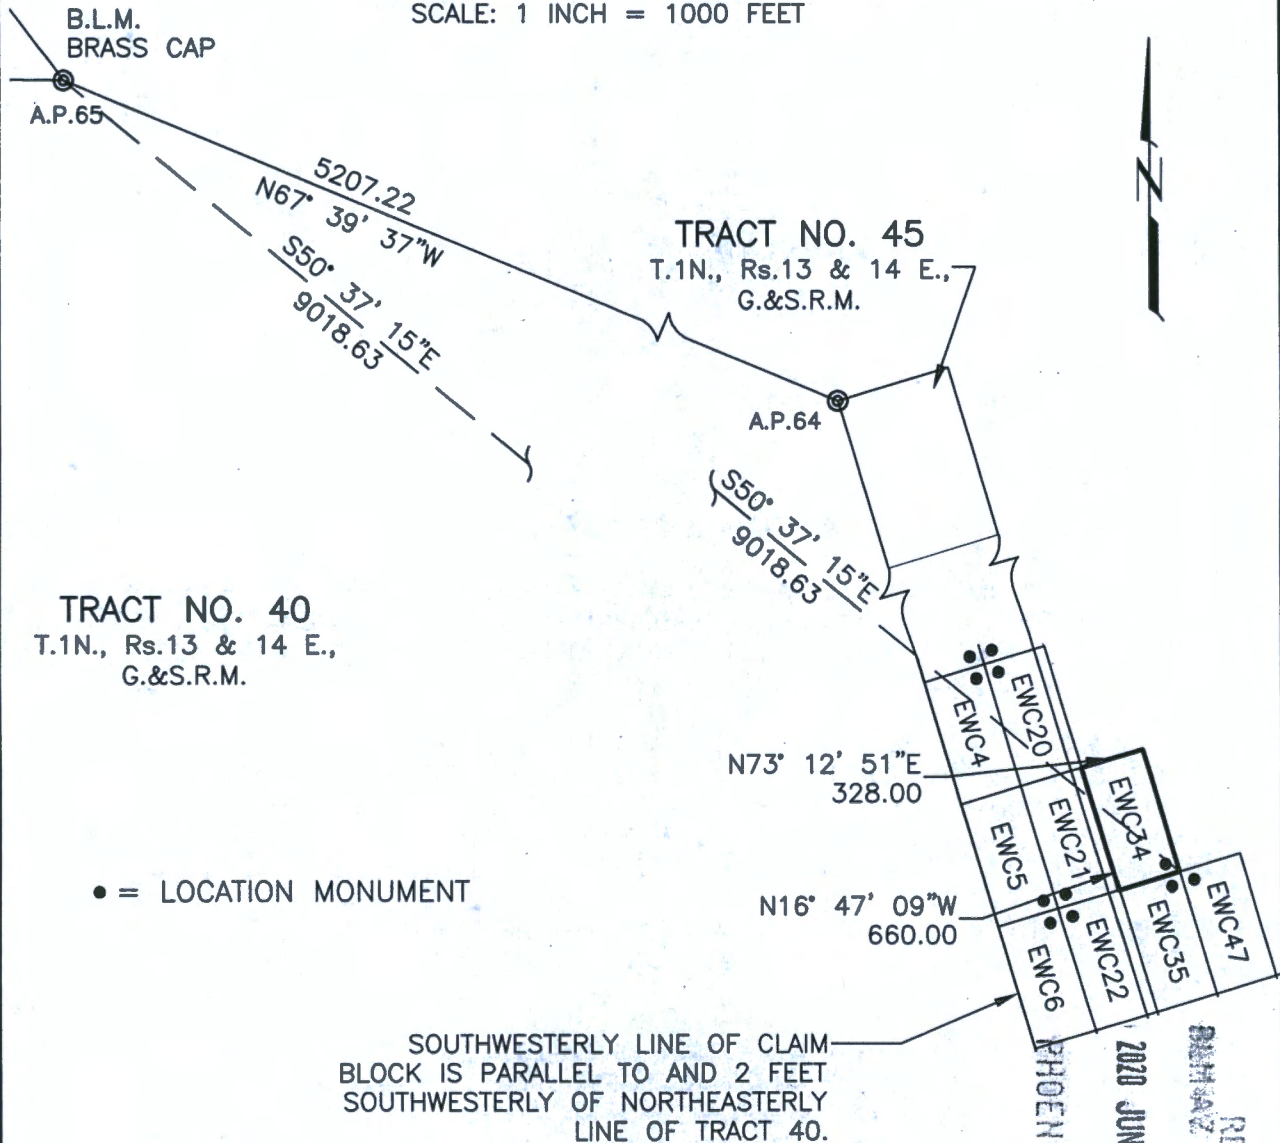 SCALE: 1 INCH = 1000 FEET
B.L.M.
BRASS CAP
A.P.65
5207.22
N67° 39' 37"W
S50° 37' 15"E
9018.63
N
TRACT NO. 45
T.1N., Rs.13 & 14 E.,
G.&S.R.M.
A.P.64
S50° 37' 15"E
9018.63
TRACT NO. 40
T.1N., Rs.13 & 14 E.,
G.&S.R.M.
EWC4
EWC20
N73° 12' 51"E
328.00
EWC34
EWC5
EWC21
● = LOCATION MONUMENT
N16° 47' 09"W
660.00
EWC6
EWC22
EWC35
EWC47
SOUTHWESTERLY LINE OF CLAIM
BLOCK IS PARALLEL TO AND 2 FEET
SOUTHWESTERLY OF NORTHEASTERLY
LINE OF TRACT 40.
PHOEN
2020 JUN